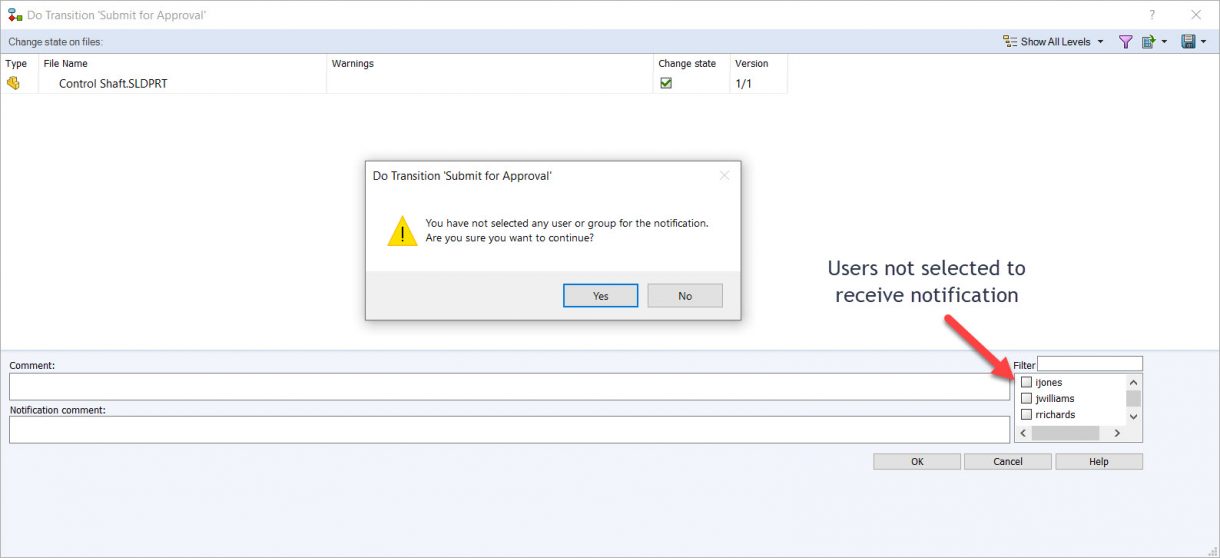 Do Transition 'Submit for Approval'
?
Change state on files:
Show All Levels
Type File Name Warnings Change state Version
Control Shaft.SLDPRT 1/1
Do Transition 'Submit for Approval'
You have not selected any user or group for the notification.
Are you sure you want to continue?
Yes No
Users not selected to
receive notification
Comment:
Filter
ijones
jwilliams
rrichards
Notification comment:
OK Cancel Help